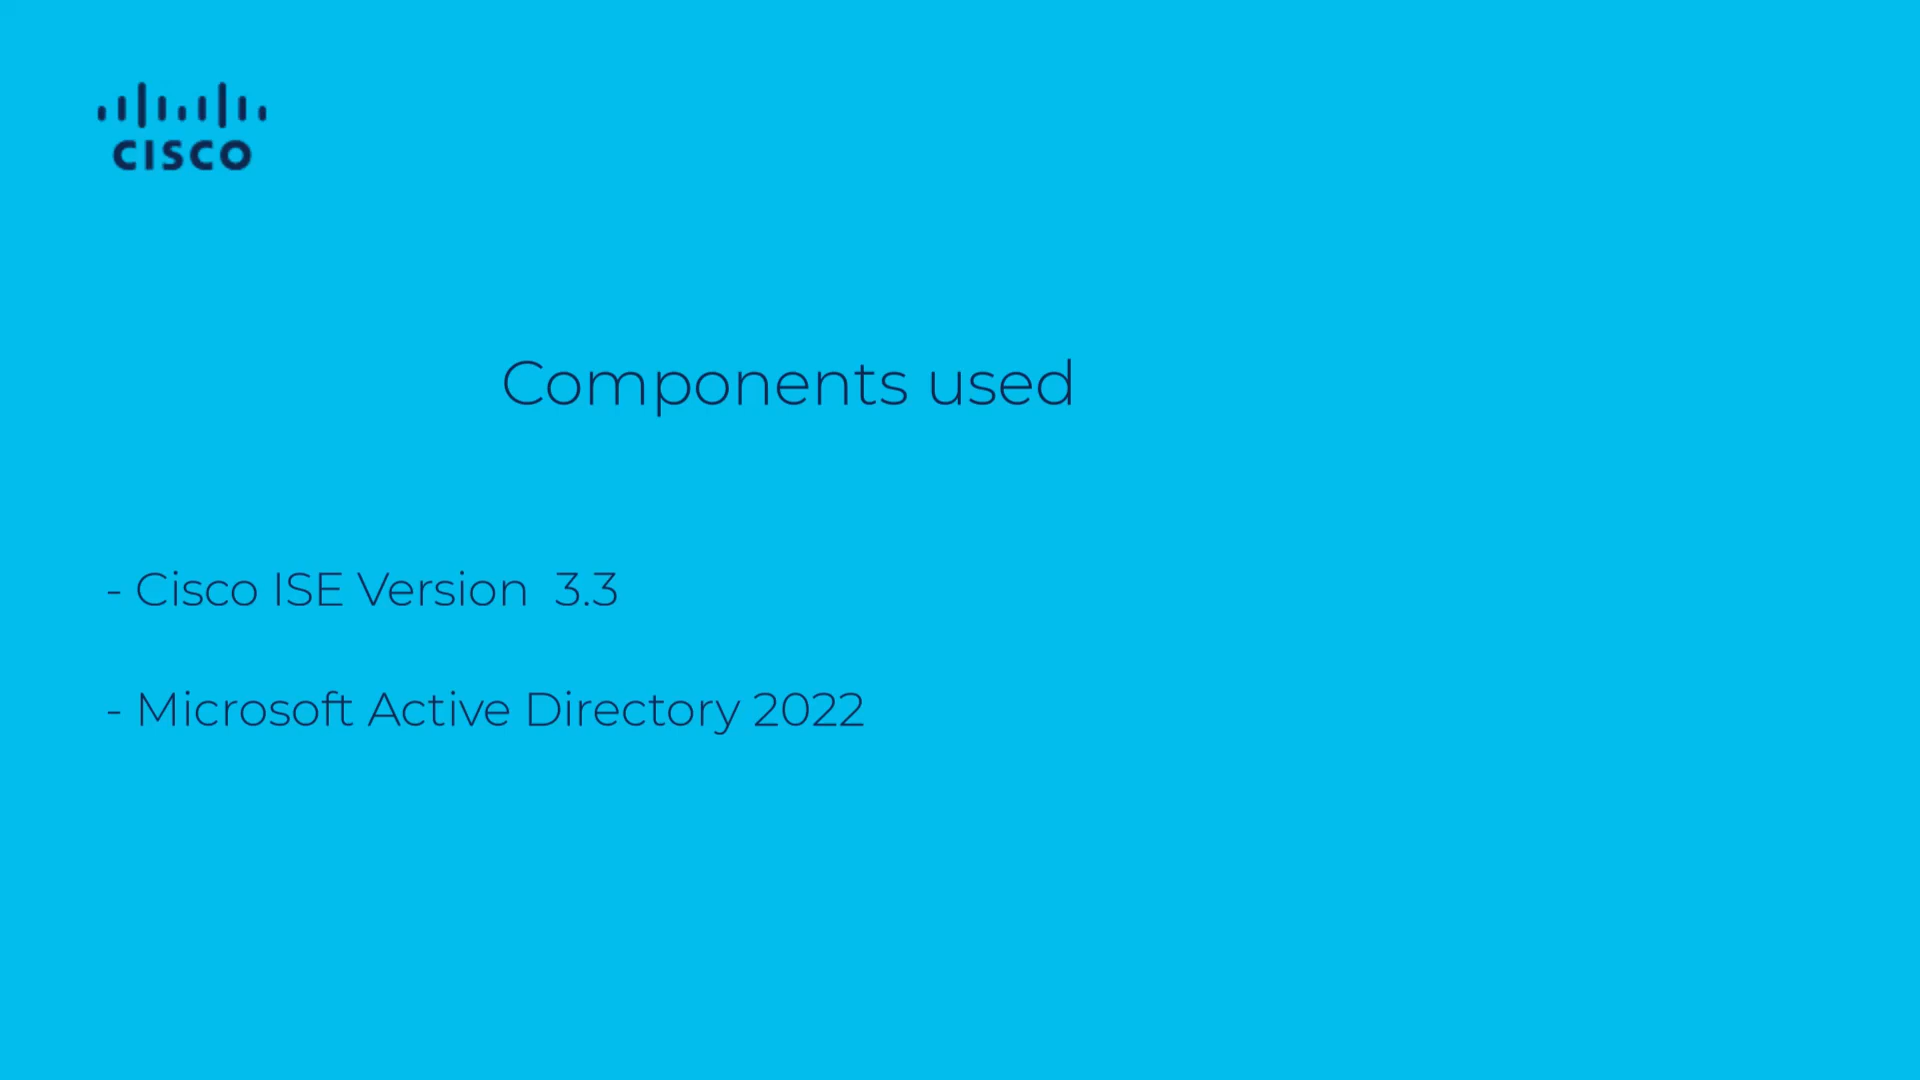 CISCO
Components used
- Cisco ISE Version  3.3
- Microsoft Active Directory 2022